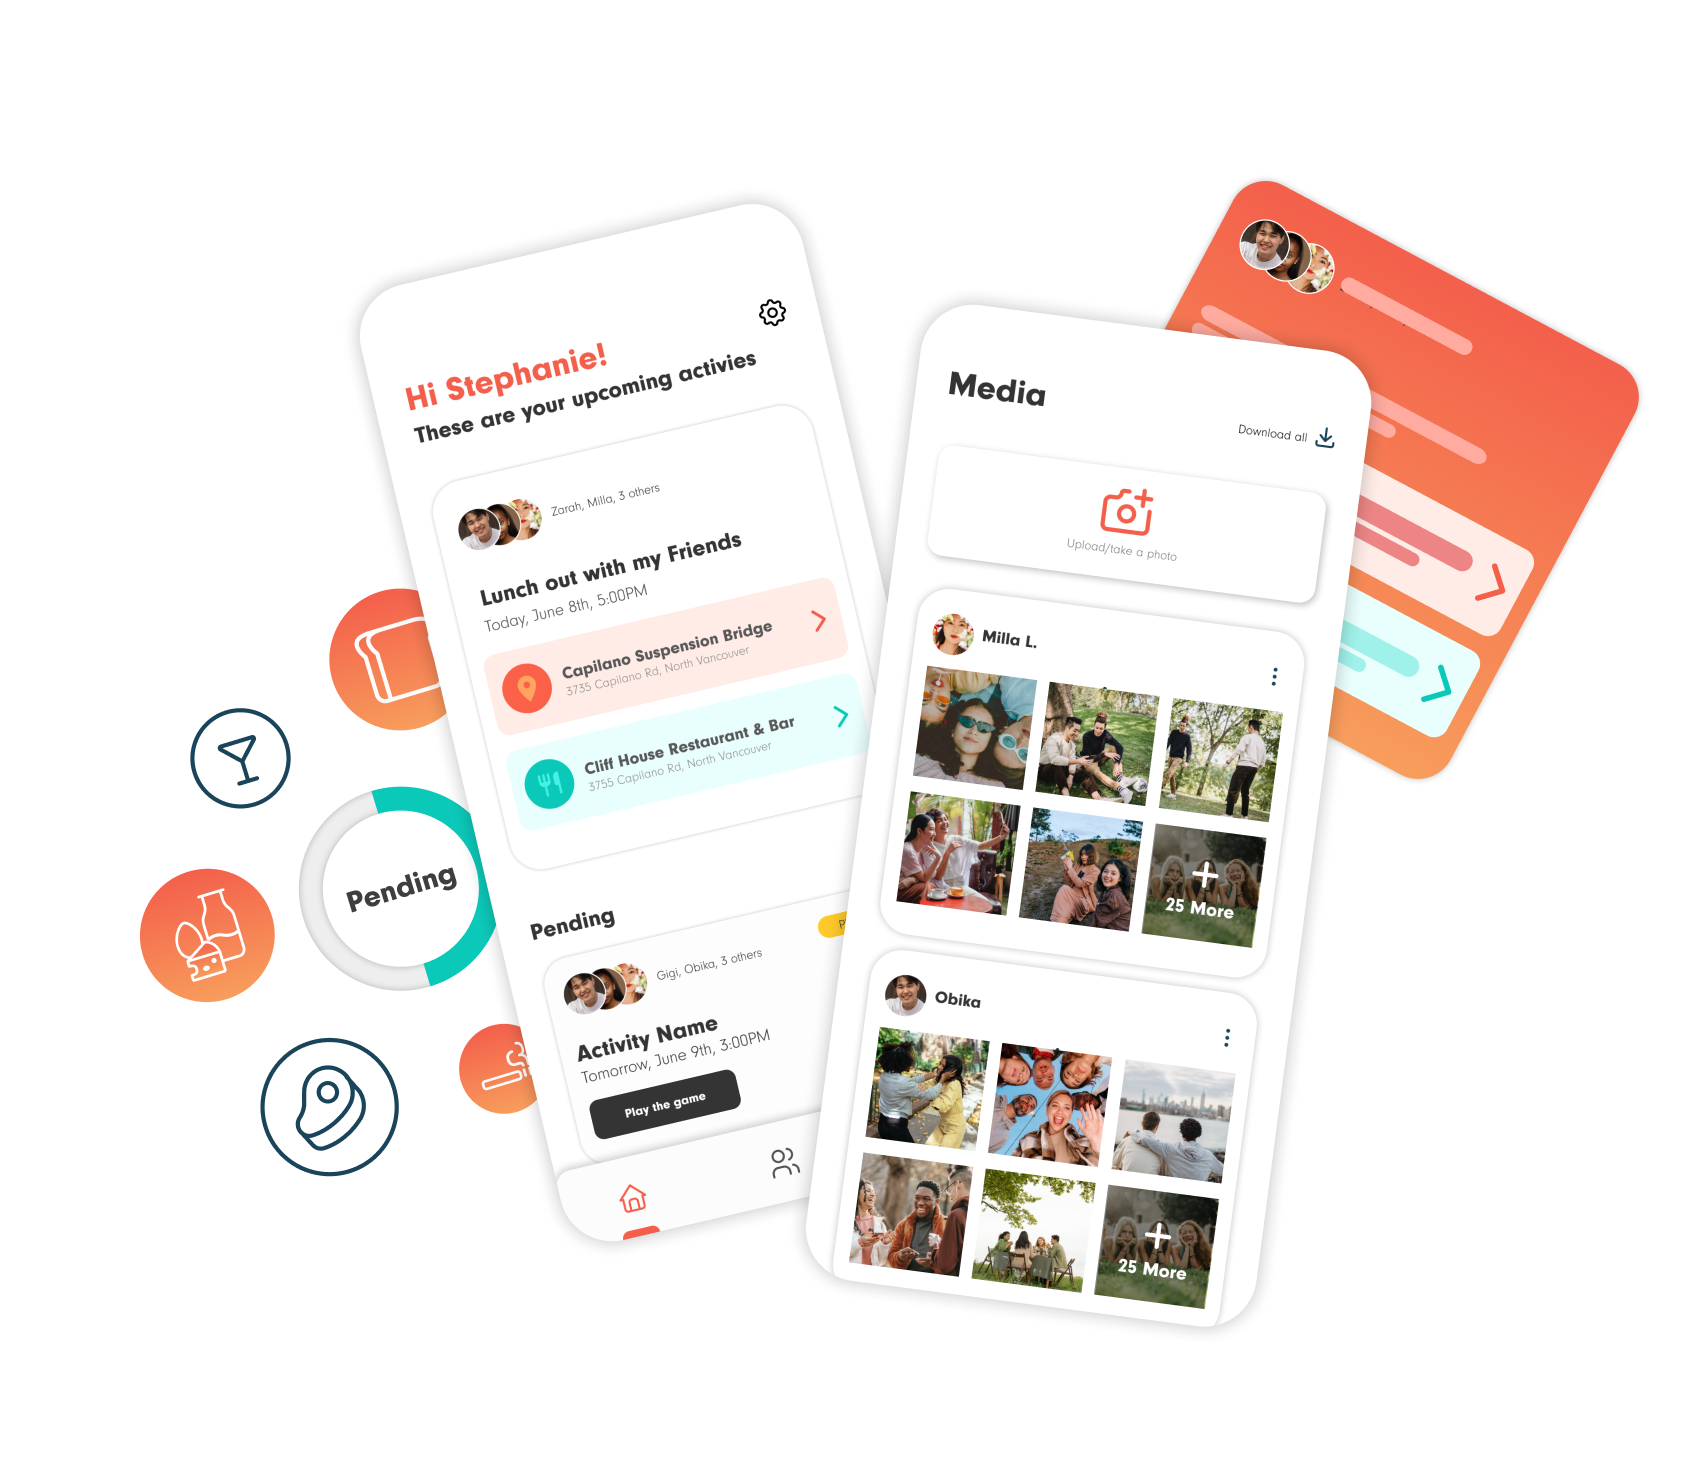 Hi Stephanie!
These are your upcoming activies
Zarah, Milla, 3 others
Lunch out with my Friends
Today, June 8th, 5:00PM
Capilano Suspension Bridge
3735 Capilano Rd, North Vancouver
Cliff House Restaurant & Bar
3755 Capilano Rd, North Vancouver
Pending
Gigi, Obika, 3 others
Activity Name
Tomorrow, June 9th, 3:00PM
Play the game
Pending
Media
Download all
Upload/take a photo
Milla L.
25 More
Obika
25 More